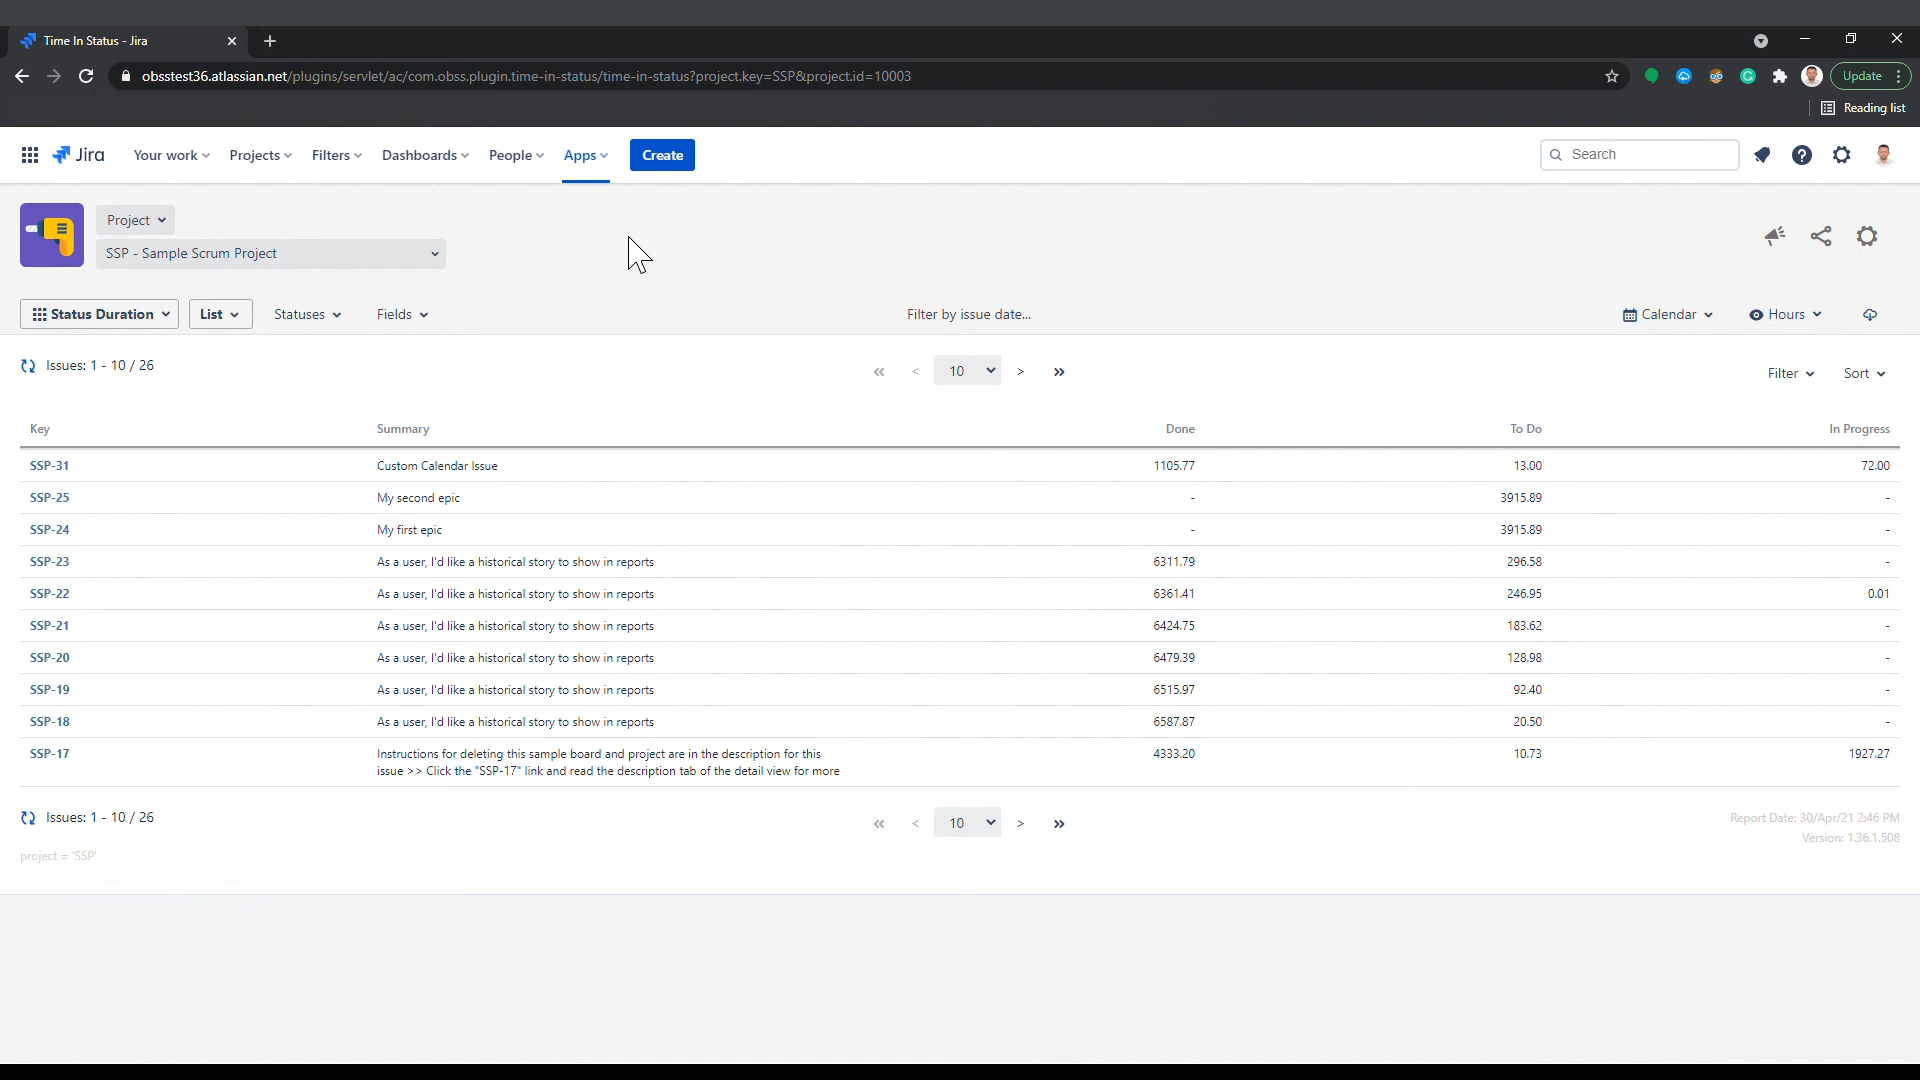 Time In Status - Jira
obsstest36.atlassian.net/plugins/servlet/ac/com.obss.plugin.time-in-status/time-in-status?project.key=SSP&project.id=10003
Update
Reading list
Jira Your work Projects Filters Dashboards People Apps Create Search
Project
SSP - Sample Scrum Project
Status Duration List Statuses Fields Filter by issue date... Calendar Hours
Issues: 1 - 10 / 26 « < 10 > » Filter Sort
Key Summary Done To Do In Progress
SSP-31 Custom Calendar Issue 1105.77 13.00 72.00
SSP-25 My second epic - 3915.89 -
SSP-24 My first epic - 3915.89 -
SSP-23 As a user, I'd like a historical story to show in reports 6311.79 296.58 -
SSP-22 As a user, I'd like a historical story to show in reports 6361.41 246.95 0.01
SSP-21 As a user, I'd like a historical story to show in reports 6424.75 183.62 -
SSP-20 As a user, I'd like a historical story to show in reports 6479.39 128.98 -
SSP-19 As a user, I'd like a historical story to show in reports 6515.97 92.40 -
SSP-18 As a user, I'd like a historical story to show in reports 6587.87 20.50 -
SSP-17 Instructions for deleting this sample board and project are in the description for this 4333.20 10.73 1927.27
issue >> Click the "SSP-17" link and read the description tab of the detail view for more
Issues: 1 - 10 / 26 « < 10 > » Report Date: 30/Apr/21 2:46 PM
Version: 1.36.1.508
project = 'SSP'